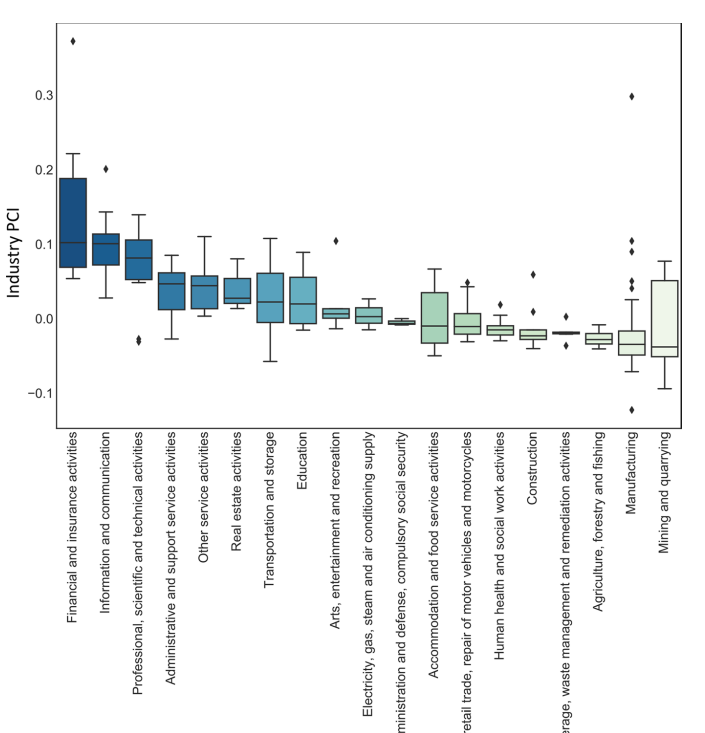 Industry PCI
0.3
0.2
0.1
0.0
−0.1
Financial and insurance activities
Information and communication
Professional, scientific and technical activities
Administrative and support service activities
Other service activities
Real estate activities
Transportation and storage
Education
Arts, entertainment and recreation
Electricity, gas, steam and air conditioning supply
ministration and defense, compulsory social security
Accommodation and food service activities
etail trade, repair of motor vehicles and motorcycles
Human health and social work activities
Construction
erage, waste management and remediation activities
Agriculture, forestry and fishing
Manufacturing
Mining and quarrying